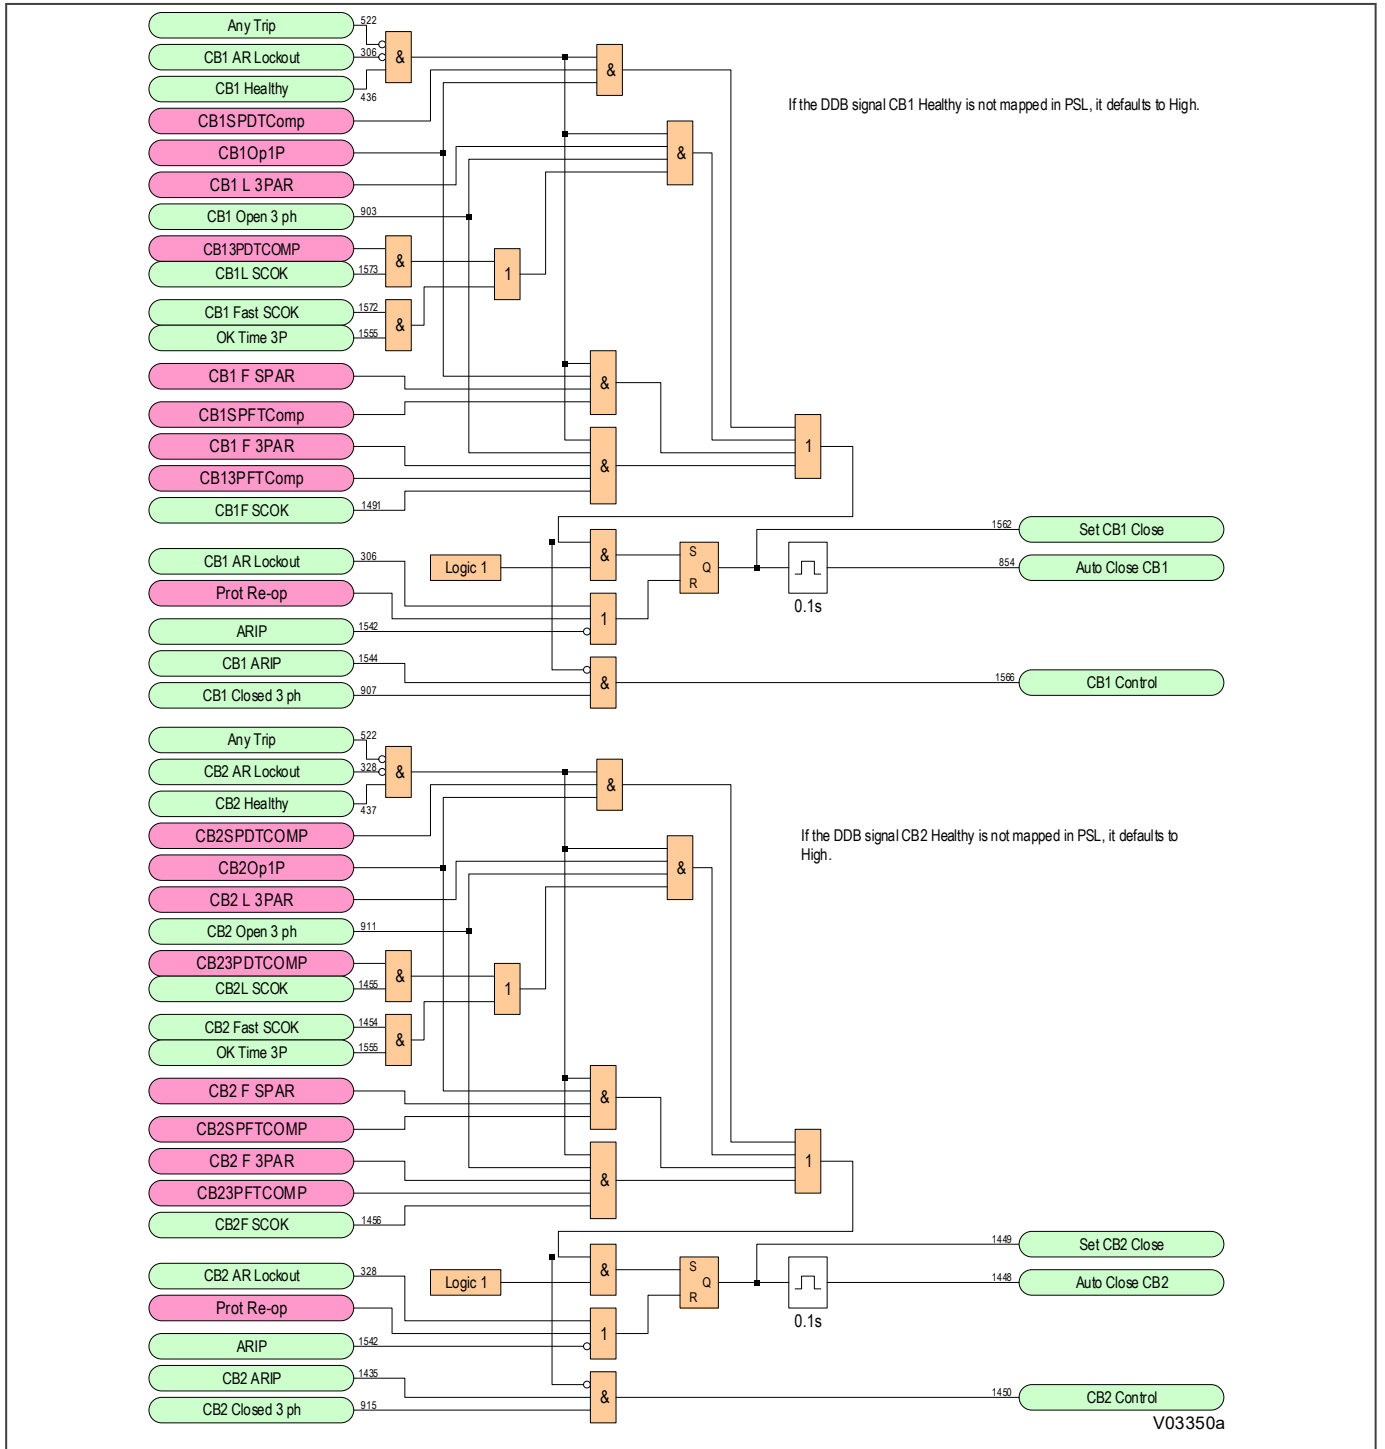 Any Trip
522
CB1 AR Lockout
306
&
CB1 Healthy
436
&
If the DDB signal CB1 Healthy is not mapped in PSL, it defaults to High.
CB1SPDTComp
CB1Op1P
&
CB1 L 3PAR
CB1 Open 3 ph
903
CB13PDTCOMP
&
CB1L SCOK
1573
1
CB1 Fast SCOK
1572
&
OK Time 3P
1555
CB1 F SPAR
&
CB1SPFTComp
CB1 F 3PAR
1
&
CB13PFTComp
CB1F SCOK
1491
1562
Set CB1 Close
CB1 AR Lockout
306
Logic 1
&
S
Q
R
0.1s
854
Auto Close CB1
Prot Re-op
1
ARIP
1542
CB1 ARIP
1544
&
1566
CB1 Control
CB1 Closed 3 ph
907
Any Trip
522
CB2 AR Lockout
328
&
CB2 Healthy
437
&
If the DDB signal CB2 Healthy is not mapped in PSL, it defaults to
High.
CB2SPDTCOMP
CB2Op1P
&
CB2 L 3PAR
CB2 Open 3 ph
911
CB23PDTCOMP
&
CB2L SCOK
1455
1
CB2 Fast SCOK
1454
&
OK Time 3P
1555
CB2 F SPAR
&
CB2SPFTCOMP
CB2 F 3PAR
1
&
CB23PFTCOMP
CB2F SCOK
1456
1449
Set CB2 Close
CB2 AR Lockout
328
Logic 1
&
S
Q
R
0.1s
1448
Auto Close CB2
Prot Re-op
1
ARIP
1542
CB2 ARIP
1435
&
1450
CB2 Control
CB2 Closed 3 ph
915
V03350a